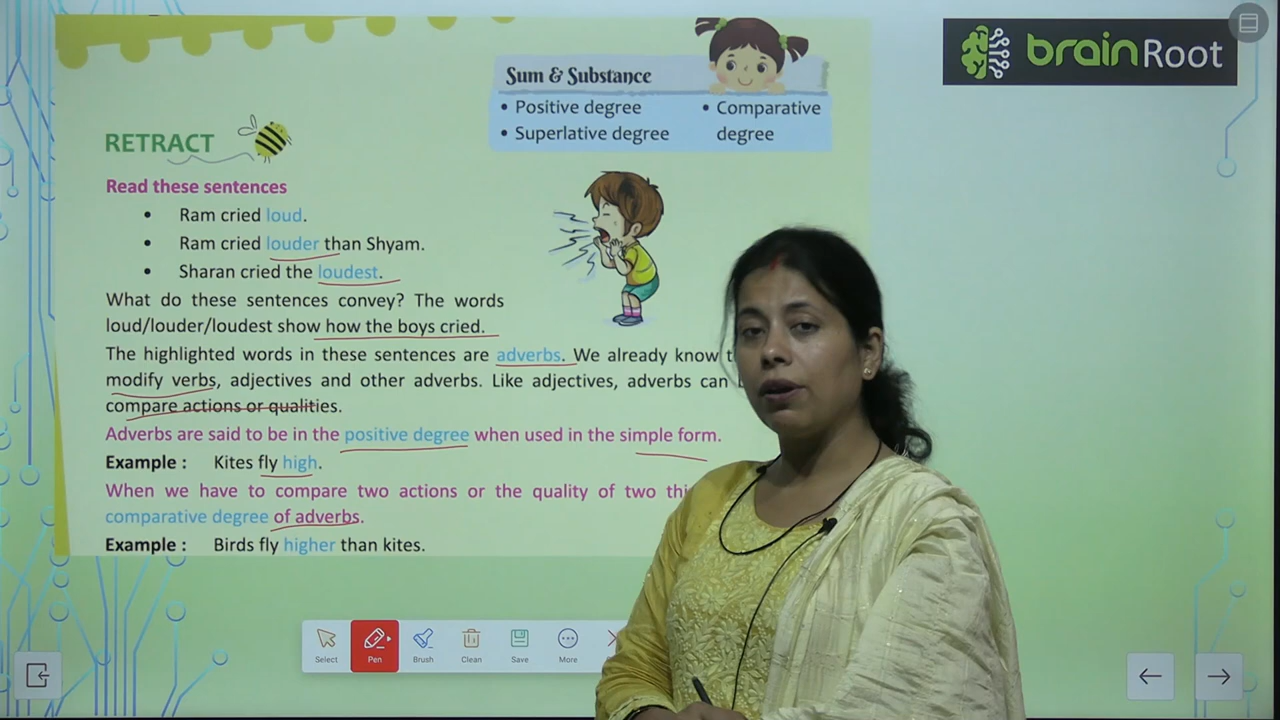 brainRoot
Sum & Substance
• Positive degree
• Superlative degree
• Comparative
degree
RETRACT
Read these sentences
• Ram cried loud.
• Ram cried louder than Shyam.
• Sharan cried the loudest.
What do these sentences convey? The words
loud/louder/loudest show how the boys cried.
The highlighted words in these sentences are adverbs. We already know
modify verbs, adjectives and other adverbs. Like adjectives, adverbs can
compare actions or qualities.
Adverbs are said to be in the positive degree when used in the simple form.
Example : Kites fly high.
When we have to compare two actions or the quality of two
comparative degree of adverbs.
Example : Birds fly higher than kites.
Select
Pen
Brush
Clean
Save
More